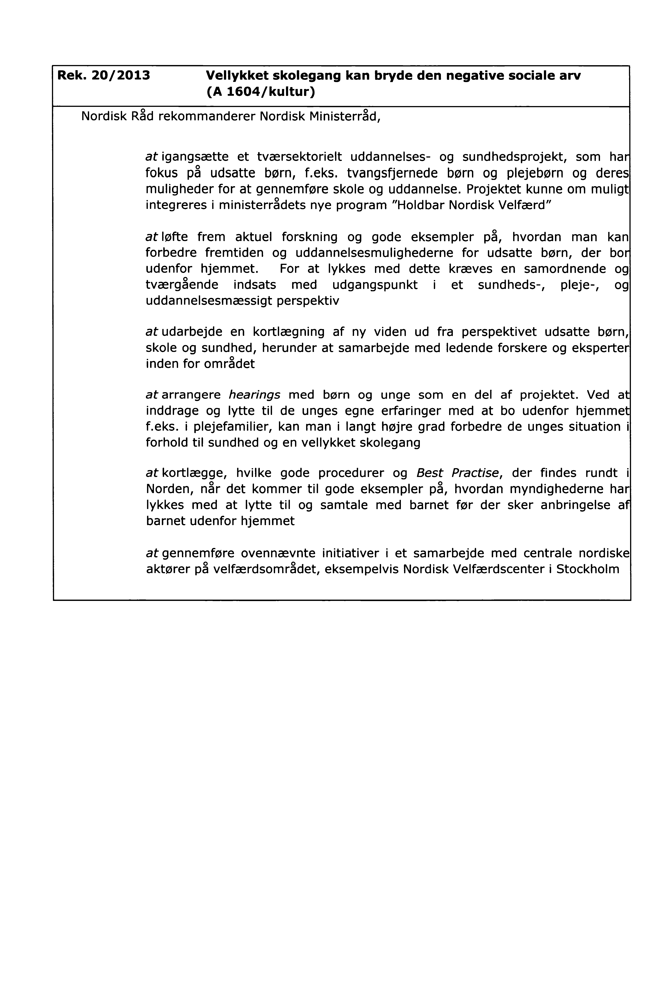 Rek. 20/2013 Vellykket skolegang kan bryde den negative sociale arv
(A 1604/kultur)
Nordisk Råd rekommanderer Nordisk Ministerråd,
at igangsætte et tværsektorielt uddannelses- og sundhedsprojekt, som har
fokus på udsatte børn, f.eks. tvangsfjernede børn og plejebørn og deres
muligheder for at gennemføre skole og uddannelse. Projektet kunne om muligt
integreres i ministerrådets nye program "Holdbar Nordisk Velfærd"
at løfte frem aktuel forskning og gode eksempler på, hvordan man kan
forbedre fremtiden og uddannelsesmulighederne for udsatte børn, der bor
udenfor hjemmet. For at lykkes med dette kræves en samordnende og
tværgående indsats med udgangspunkt i et sundheds-, pleje-, og
uddannelsesmæssigt perspektiv
at udarbejde en kortlægning af ny viden ud fra perspektivet udsatte børn,
skole og sundhed, herunder at samarbejde med ledende forskere og eksperter
inden for området
at arrangere hearings med børn og unge som en del af projektet. Ved at
inddrage og lytte til de unges egne erfaringer med at bo udenfor hjemmet
f.eks. i plejefamilier, kan man i langt højre grad forbedre de unges situation i
forhold til sundhed og en vellykket skolegang
at kortlægge, hvilke gode procedurer og Best Practise, der findes rundt i
Norden, når det kommer til gode eksempler på, hvordan myndighederne har
lykkes med at lytte til og samtale med barnet før der sker anbringelse af
barnet udenfor hjemmet
at gennemføre ovennævnte initiativer i et samarbejde med centrale nordiske
aktører på velfærdsområdet, eksempelvis Nordisk Velfærdscenter i Stockholm